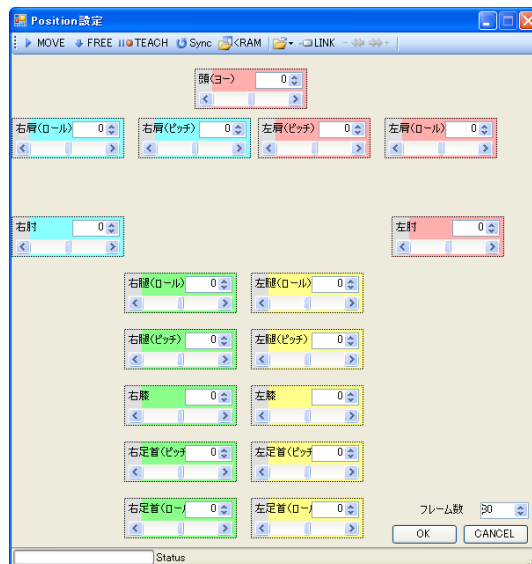 Position設定
MOVE FREE TEACH Sync <RAM LINK
頭(ヨー) 0
右肩(ロール) 0 右肩(ピッチ) 0 左肩(ピッチ) 0 左肩(ロール) 0
右肘 0 左肘 0
右腿(ロール) 0 左腿(ロール) 0
右腿(ピッチ) 0 左腿(ピッチ) 0
右膝 0 左膝 0
右足首(ピッチ 0 左足首(ピッチ 0
右足首(ロー 0 左足首(ロー 0
フレーム数 30
OK CANCEL
Status